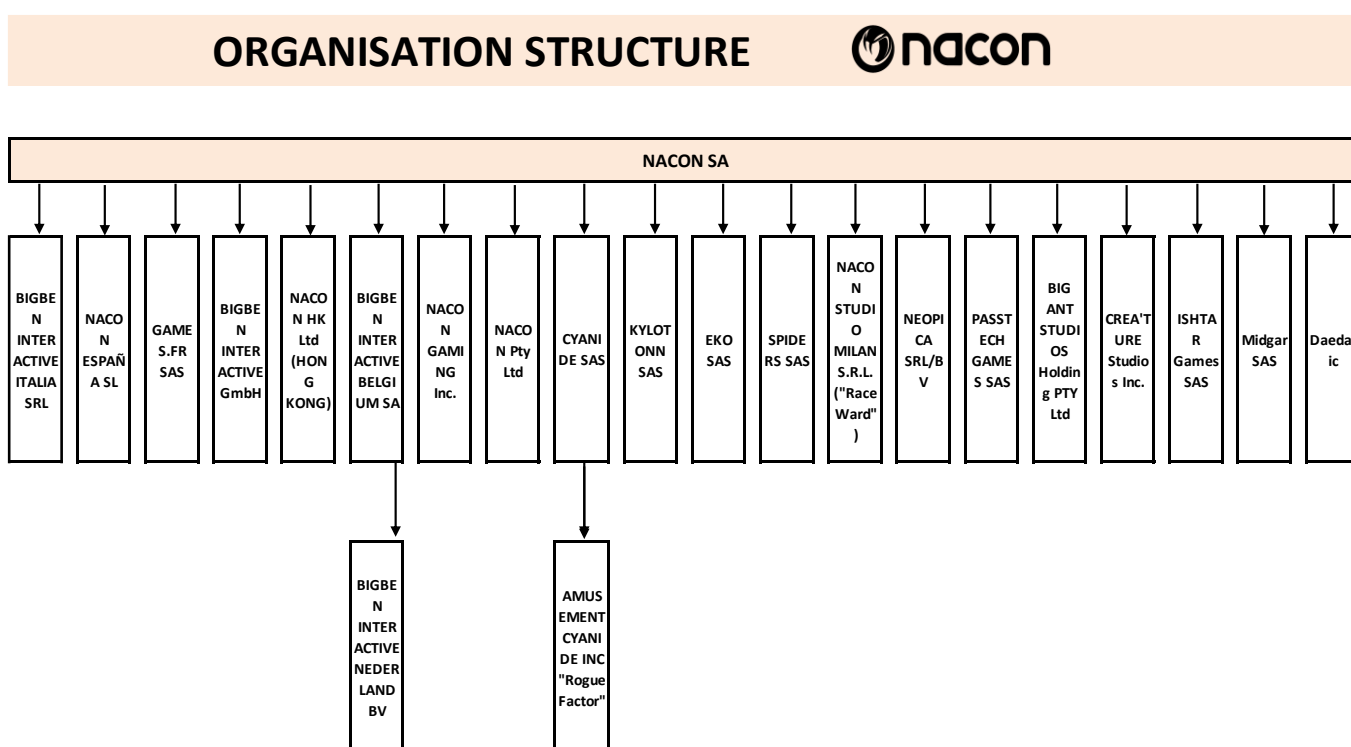 ORGANISATION STRUCTURE nacon
NACON SA
BIGBE
N
INTER
ACTIVE
ITALIA
SRL
NACO
N
ESPAÑ
A SL
GAME
S.FR
SAS
BIGBE
N
INTER
ACTIVE
GmbH
NACO
N HK
Ltd
(HON
G
KONG)
BIGBE
N
INTER
ACTIVE
BELGI
UM SA
NACO
N
GAMI
NG
Inc.
NACO
N Pty
Ltd
CYANI
DE SAS
KYLOT
ONN
SAS
EKO
SAS
SPIDE
RS SAS
NACO
N
STUDI
O
MILAN
S.R.L.
("Race
Ward"
)
NEOPI
CA
SRL/B
V
PASST
ECH
GAME
S SAS
BIG
ANT
STUDI
OS
Holdin
g PTY
Ltd
CREA'T
URE
Studio
s Inc.
ISHTA
R
Games
SAS
Midgar
SAS
Daedal
ic
BIGBE
N
INTER
ACTIVE
NEDER
LAND
BV
AMUS
EMENT
CYANI
DE INC
"Rogue
Factor"